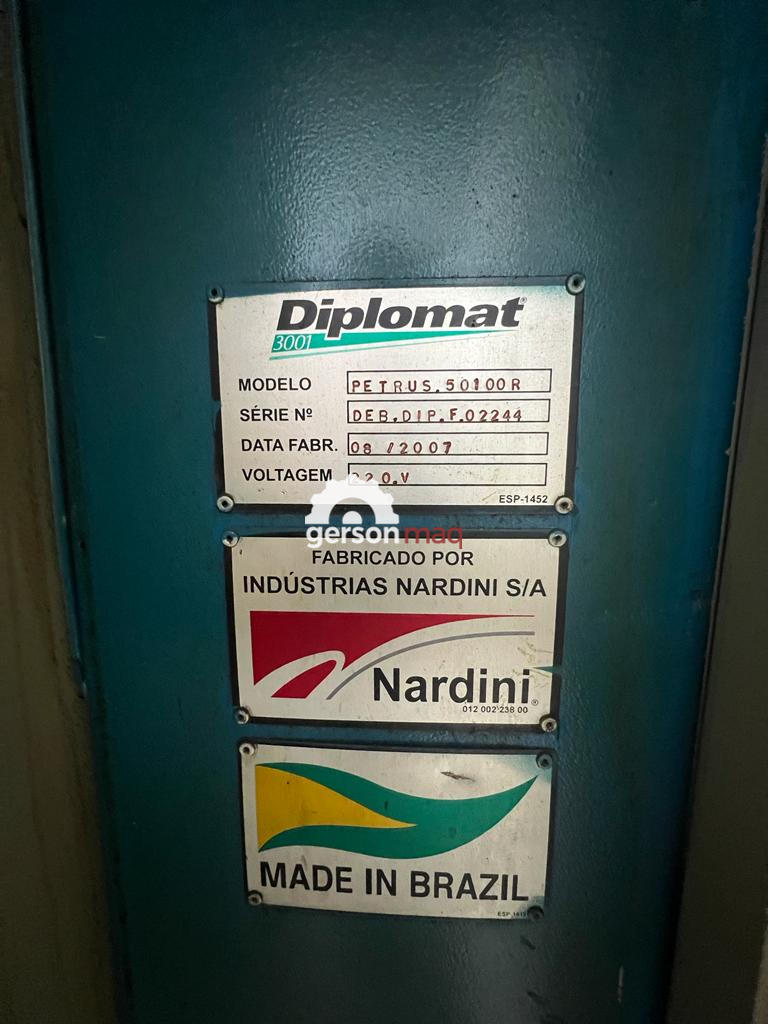 Diplomat®
3001
MODELO PETRUS.50100R
SÉRIE Nº DEB.DIP.F.02244
DATA FABR. 08 /2007
VOLTAGEM 220.V
ESP-1452
gersonmaq
FABRICADO POR
INDÚSTRIAS NARDINI S/A
Nardini®
012 002 238 00
MADE IN BRAZIL